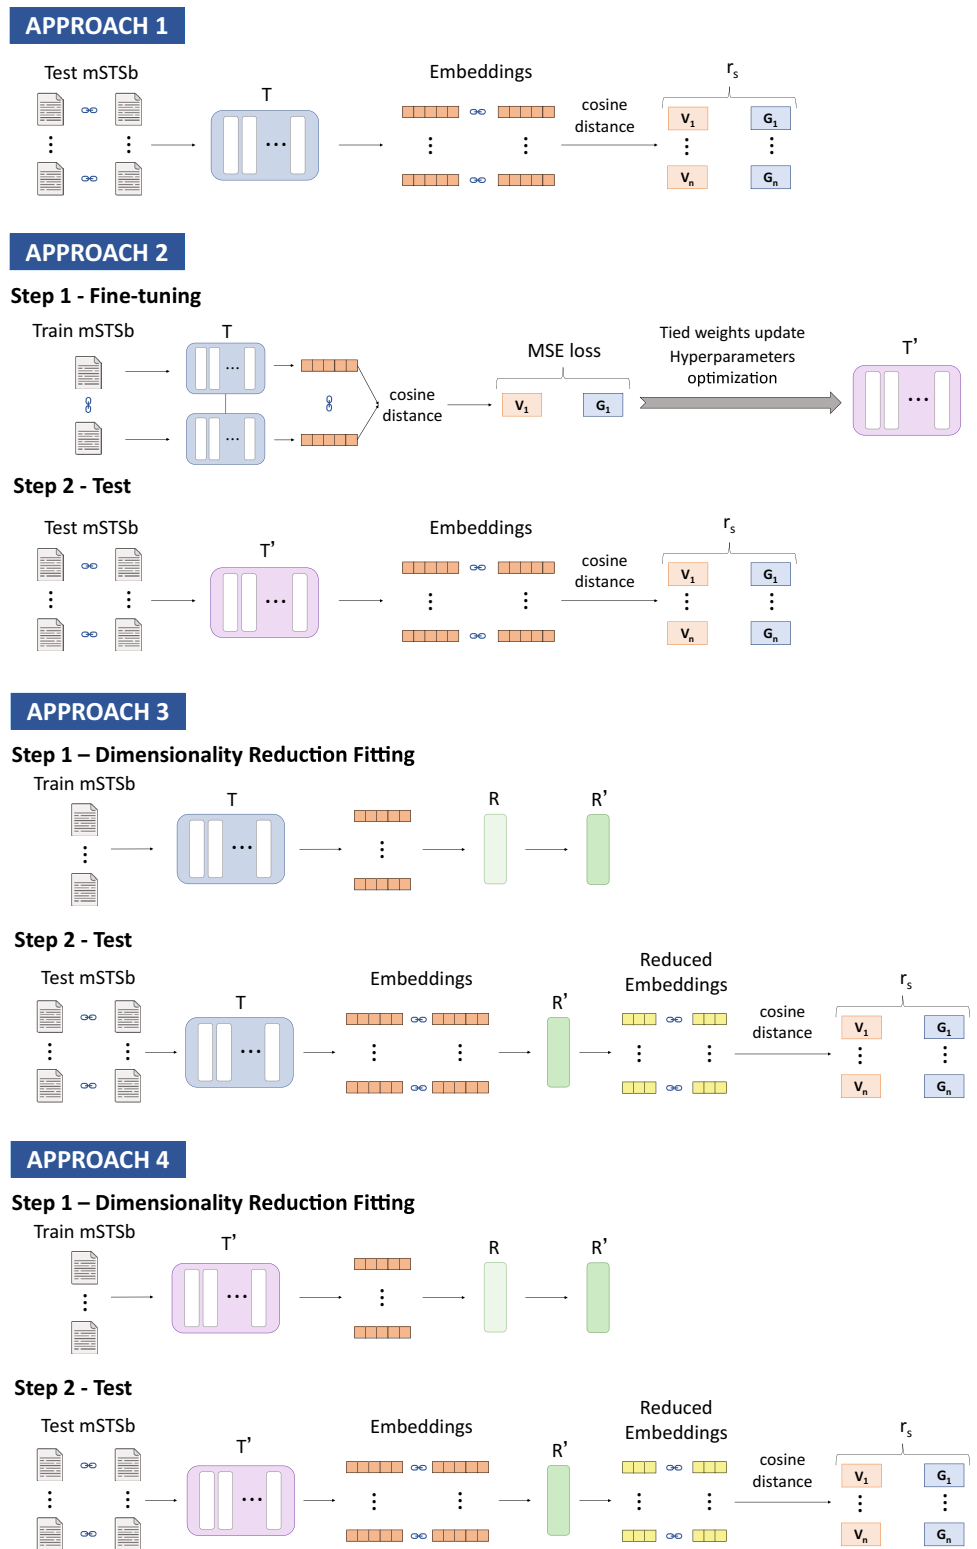 APPROACH 1
Test mSTSb
T
Embeddings
cosine
distance
rs
V1
G1
Vn
Gn
APPROACH 2
Step 1 - Fine-tuning
Train mSTSb
T
cosine
distance
MSE loss
V1
G1
Tied weights update
Hyperparameters
optimization
T’
Step 2 - Test
Test mSTSb
T’
Embeddings
cosine
distance
rs
V1
G1
Vn
Gn
APPROACH 3
Step 1 – Dimensionality Reduction Fitting
Train mSTSb
T
R
R’
Step 2 - Test
Test mSTSb
T
Embeddings
R’
Reduced
Embeddings
cosine
distance
rs
V1
G1
Vn
Gn
APPROACH 4
Step 1 – Dimensionality Reduction Fitting
Train mSTSb
T’
R
R’
Step 2 - Test
Test mSTSb
T’
Embeddings
R’
Reduced
Embeddings
cosine
distance
rs
V1
G1
Vn
Gn